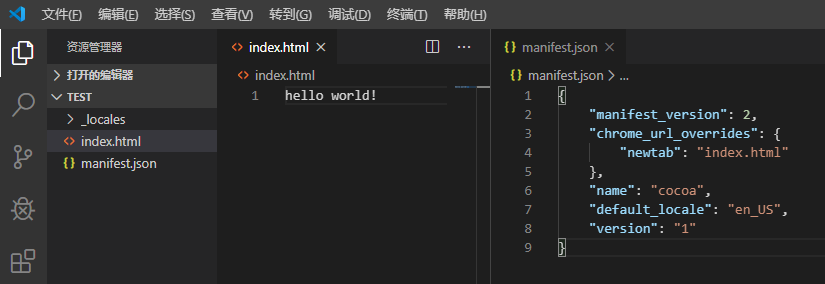 文件(F) 编辑(E) 选择(S) 查看(V) 转到(G) 调试(D) 终端(T) 帮助(H)
资源管理器
打开的编辑器
TEST
_locales
index.html
manifest.json
index.html
index.html
1 hello world!
manifest.json
manifest.json > ...
1 {
2 "manifest_version": 2,
3 "chrome_url_overrides": {
4 "newtab": "index.html"
5 },
6 "name": "cocoa",
7 "default_locale": "en_US",
8 "version": "1"
9 }